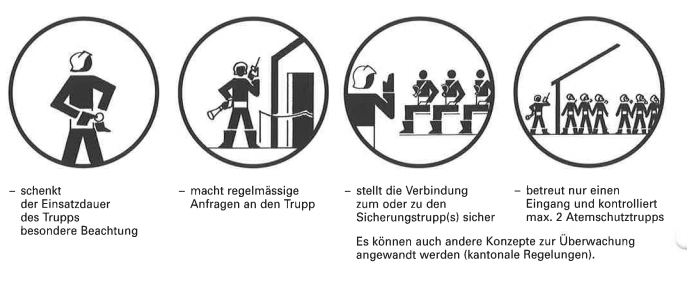 – schenkt
der Einsatzdauer
des Trupps
besondere Beachtung
– macht regelmässige
Anfragen an den Trupp
– stellt die Verbindung
zum oder zu den
Sicherungstrupp(s) sicher
– betreut nur einen
Eingang und kontrolliert
max. 2 Atemschutztrupps
Es können auch andere Konzepte zur Überwachung
angewandt werden (kantonale Regelungen).